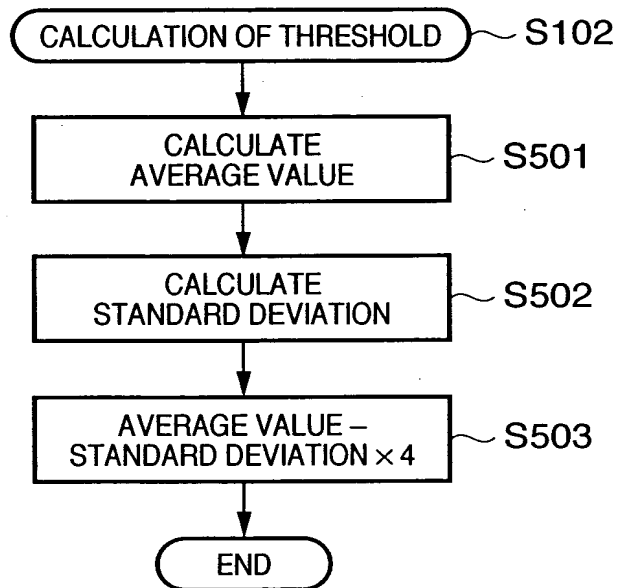 CALCULATION OF THRESHOLD
S102
CALCULATE
AVERAGE VALUE
S501
CALCULATE
STANDARD DEVIATION
S502
AVERAGE VALUE –
STANDARD DEVIATION × 4
S503
END